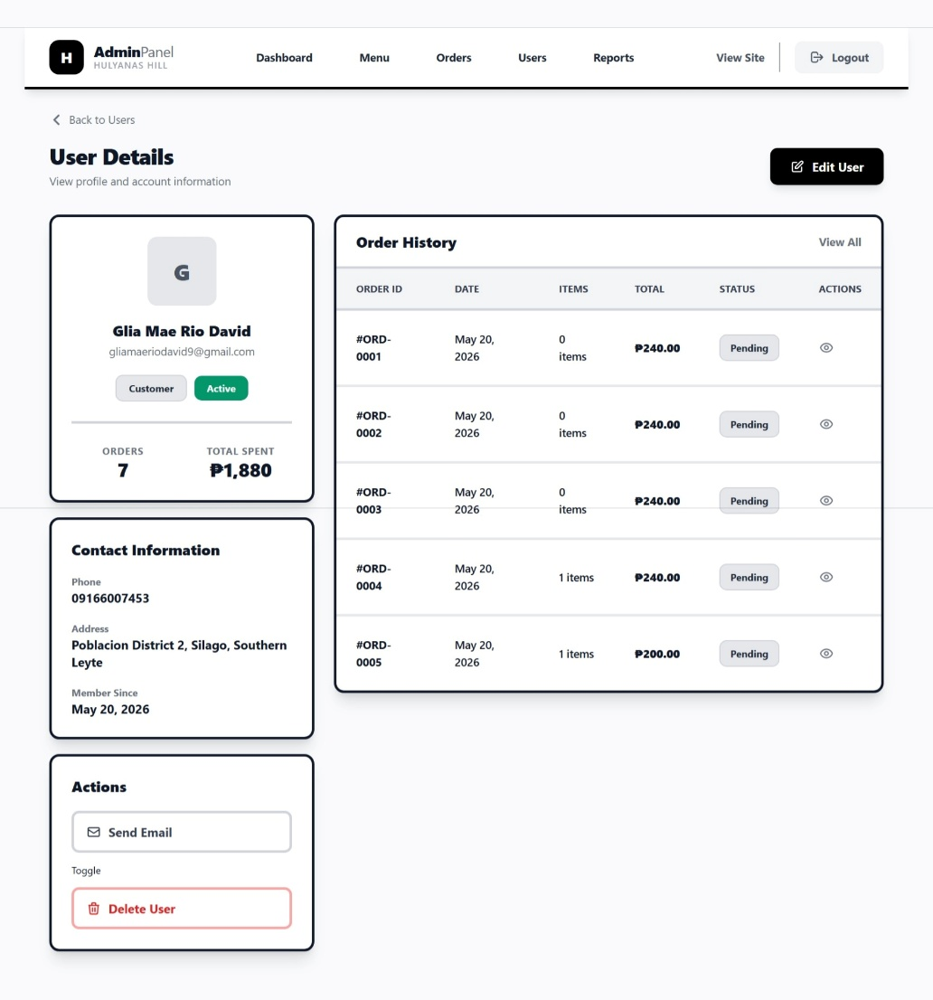 H
AdminPanel
HULYANAS HILL
Dashboard
Menu
Orders
Users
Reports
View Site
Logout
Back to Users
User Details
View profile and account information
Edit User
G
Glia Mae Rio David
gliamaeriodavid9@gmail.com
Customer
Active
ORDERS
7
TOTAL SPENT
₱1,880
Contact Information
Phone
09166007453
Address
Poblacion District 2, Silago, Southern
Leyte
Member Since
May 20, 2026
Actions
Send Email
Toggle
Delete User
Order History
View All
ORDER ID DATE ITEMS TOTAL STATUS ACTIONS
#ORD-
0001
May 20,
2026
0
items
₱240.00
Pending
#ORD-
0002
May 20,
2026
0
items
₱240.00
Pending
#ORD-
0003
May 20,
2026
0
items
₱240.00
Pending
#ORD-
0004
May 20,
2026
1 items
₱240.00
Pending
#ORD-
0005
May 20,
2026
1 items
₱200.00
Pending